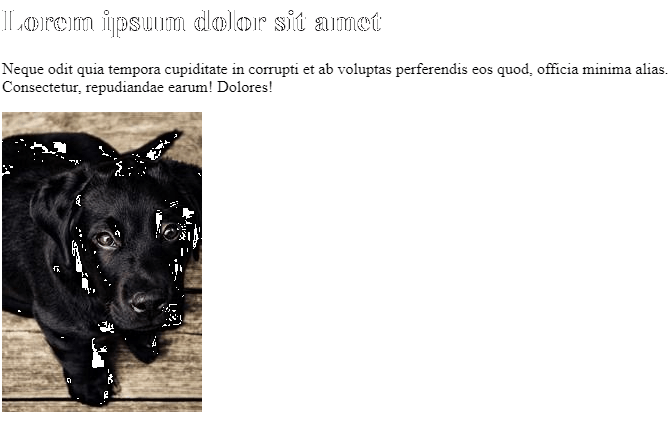 Lorem ipsum dolor sit amet
Neque odit quia tempora cupiditate in corrupti et ab voluptas perferendis eos quod, officia minima alias.
Consectetur, repudiandae earum! Dolores!